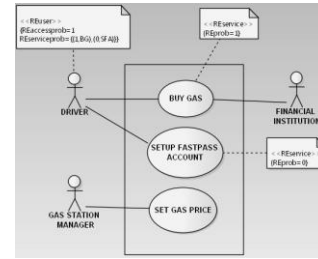 <<REuser>>
{REaccessprob=1
REserviceprob={(1,BG),(0,SFA)}}
<<REservice>>
{REprob=1}
DRIVER
BUY GAS
FINANCIAL
INSTITUTION
SETUP FASTPASS
ACCOUNT
<<REservice>>
{REprob=0}
GAS STATION
MANAGER
SET GAS PRICE